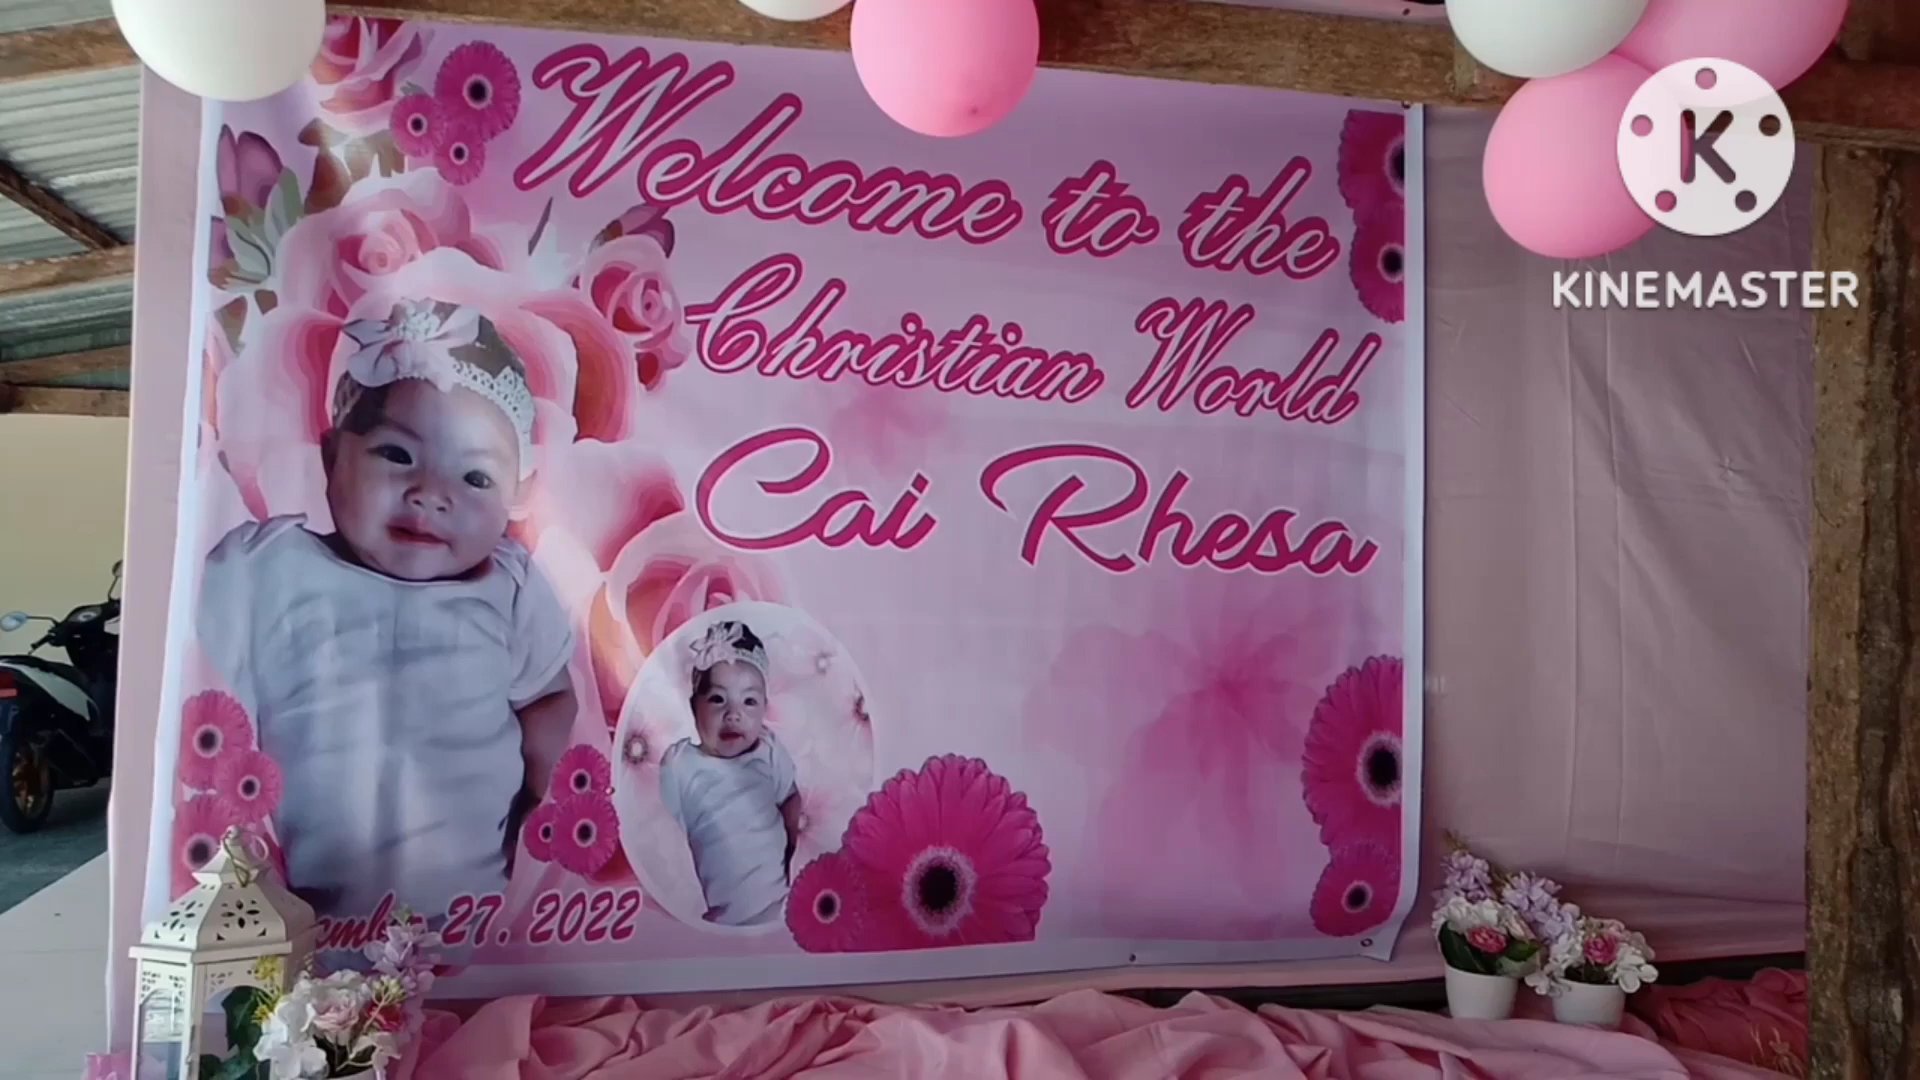 Welcome to the
Christian World
Cai Rhesa
27. 2022
K
KINEMASTER